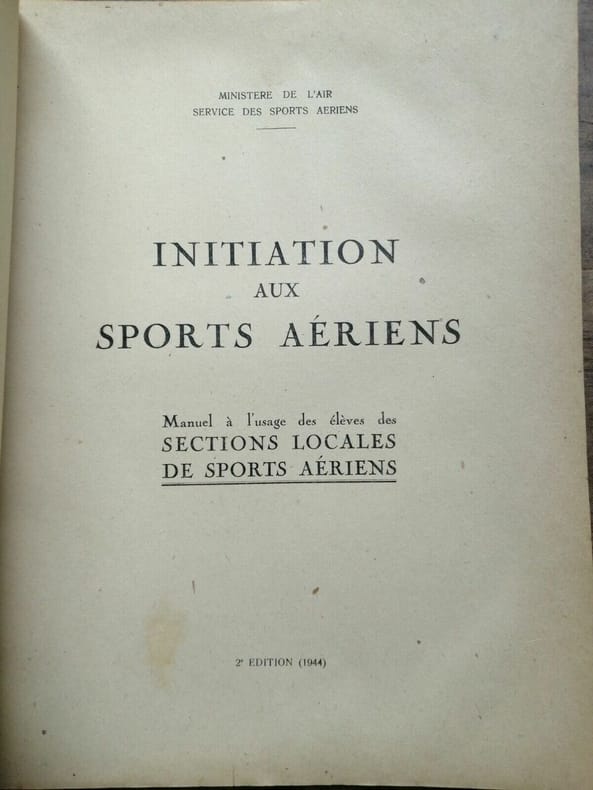 MINISTERE DE L'AIR
SERVICE DES SPORTS AERIENS
INITIATION
AUX
SPORTS AÉRIENS
Manuel à l'usage des élèves des
SECTIONS LOCALES
DE SPORTS AÉRIENS
2e EDITION (1944)